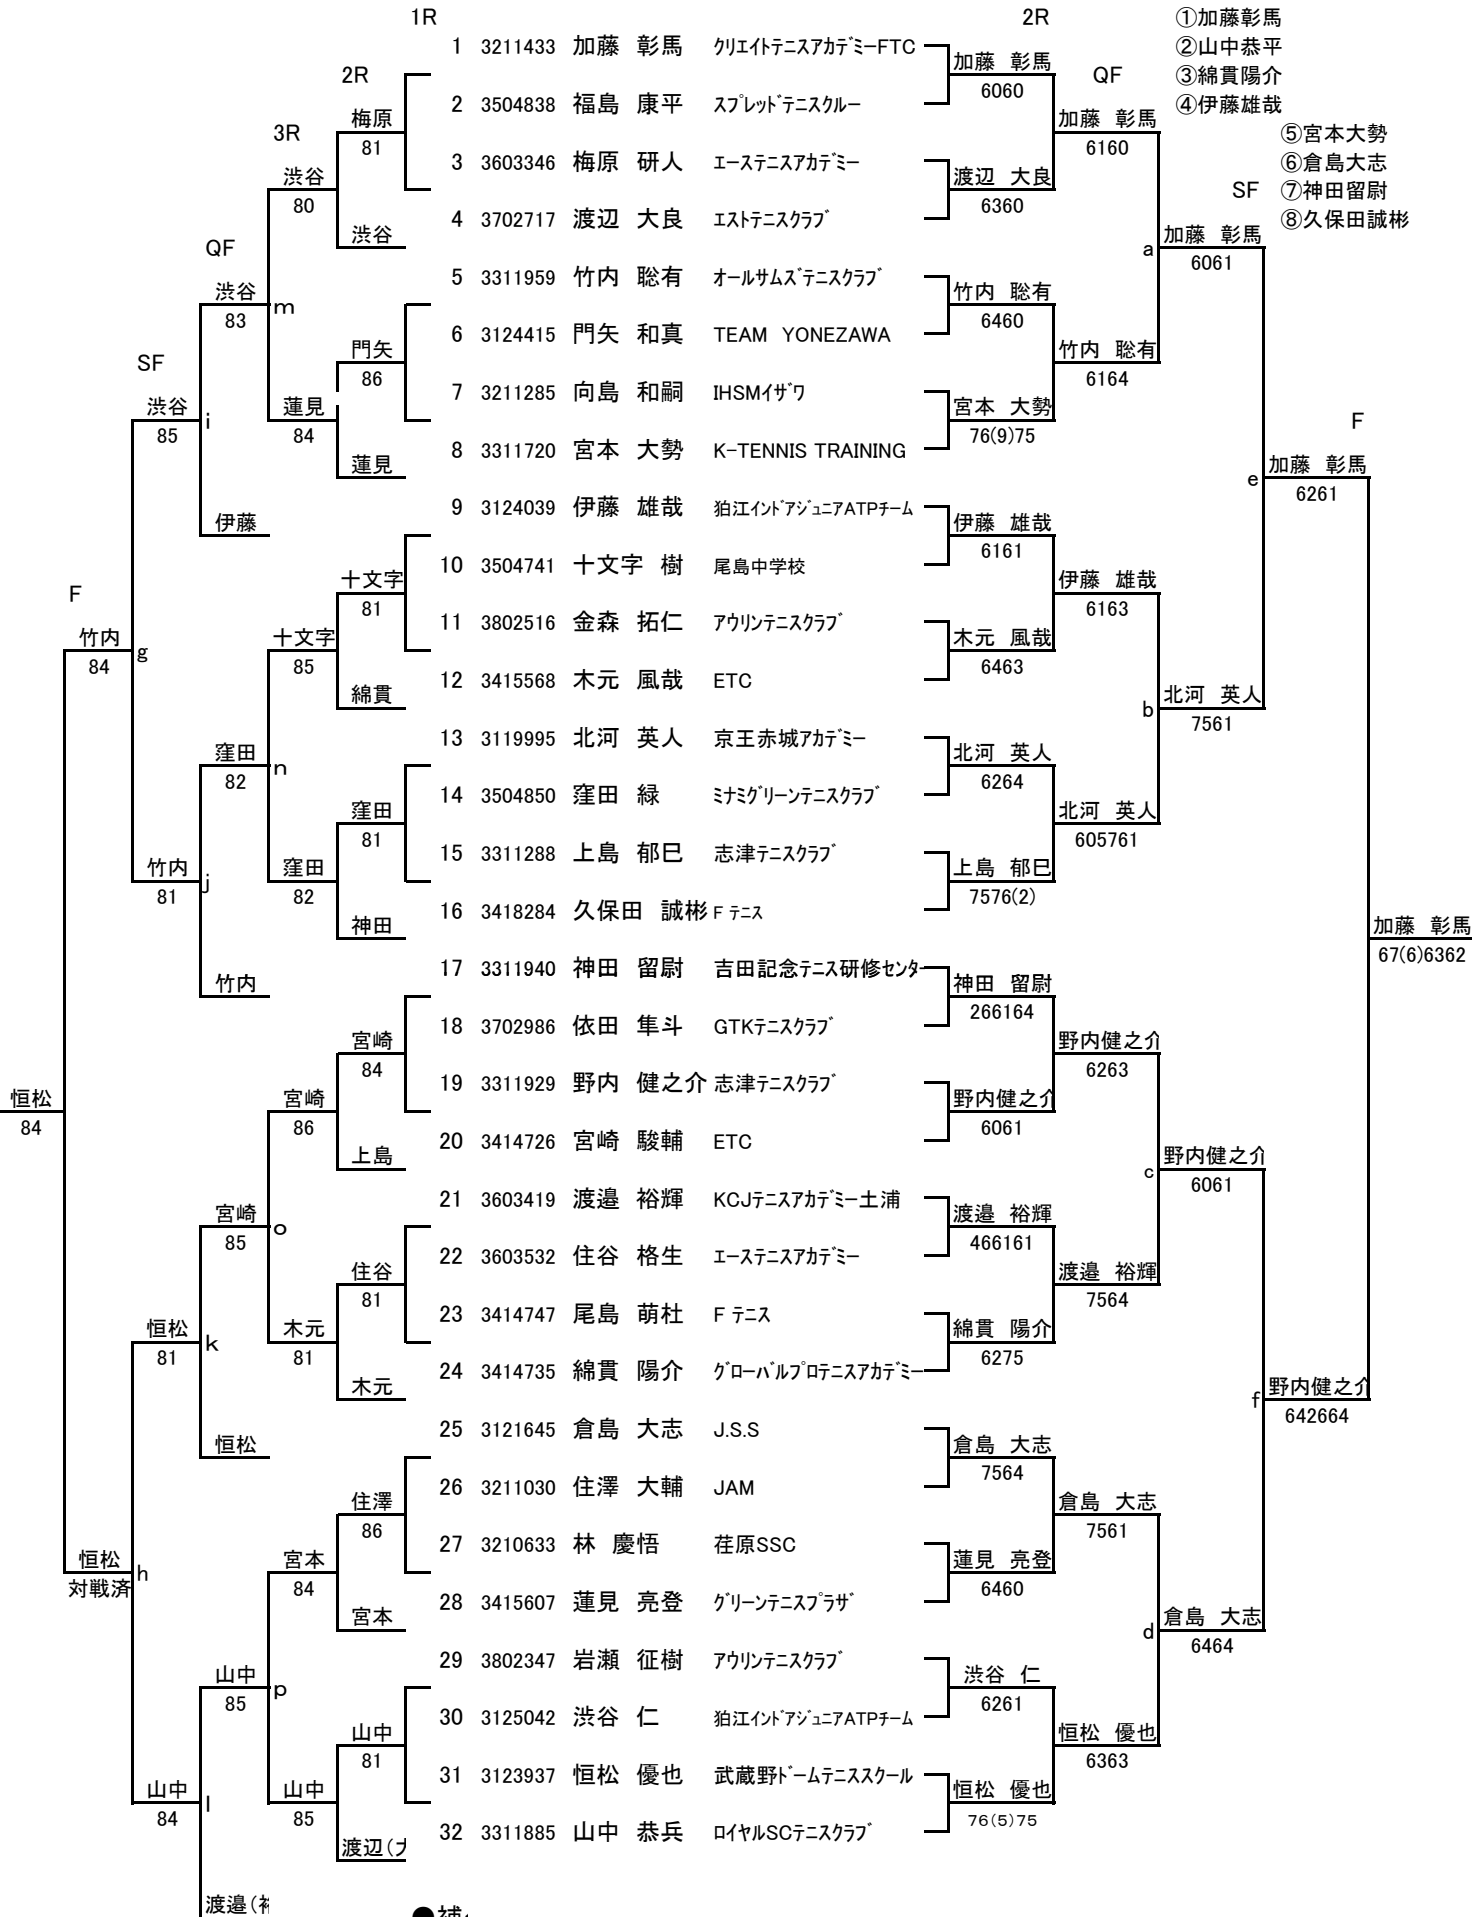 1R
2R
QF
SF
F
①加藤彰馬
②山中恭平
③綿貫陽介
④伊藤雄哉
⑤宮本大勢
⑥倉島大志
⑦神田留尉
⑧久保田誠彬
2R
3R
QF
SF
F
1 3211433 加藤 彰馬 ｸﾘｴｲﾄﾃﾆｽｱｶﾃﾞﾐｰFTC
2 3504838 福島 康平 ｽﾌﾟﾚｯﾄﾞﾃﾆｽｸﾙｰ
3 3603346 梅原 研人 ｴｰｽﾃﾆｽｱｶﾃﾞﾐｰ
4 3702717 渡辺 大良 ｴｽﾄﾃﾆｽｸﾗﾌﾞ
5 3311959 竹内 聡有 ｵｰﾙｻﾑｽﾞﾃﾆｽｸﾗﾌﾞ
6 3124415 門矢 和真 TEAM YONEZAWA
7 3211285 向島 和嗣 IHSMｲｻﾞﾜ
8 3311720 宮本 大勢 K-TENNIS TRAINING
9 3124039 伊藤 雄哉 狛江ｲﾝﾄﾞｱｼﾞｭﾆｱATPﾁｰﾑ
10 3504741 十文字 樹 尾島中学校
11 3802516 金森 拓仁 ｱｳﾘﾝﾃﾆｽｸﾗﾌﾞ
12 3415568 木元 風哉 ETC
13 3119995 北河 英人 京王赤城ｱｶﾃﾞﾐｰ
14 3504850 窪田 緑 ﾐﾅﾐｸﾞﾘｰﾝﾃﾆｽｸﾗﾌﾞ
15 3311288 上島 郁巳 志津ﾃﾆｽｸﾗﾌﾞ
16 3418284 久保田 誠彬 F ﾃﾆｽ
17 3311940 神田 留尉 吉田記念ﾃﾆｽ研修ｾﾝﾀｰ
18 3702986 依田 隼斗 GTKﾃﾆｽｸﾗﾌﾞ
19 3311929 野内 健之介 志津ﾃﾆｽｸﾗﾌﾞ
20 3414726 宮崎 駿輔 ETC
21 3603419 渡邉 裕輝 KCJﾃﾆｽｱｶﾃﾞﾐｰ土浦
22 3603532 住谷 格生 ｴｰｽﾃﾆｽｱｶﾃﾞﾐｰ
23 3414747 尾島 萌杜 F ﾃﾆｽ
24 3414735 綿貫 陽介 ｸﾞﾛｰﾊﾞﾙﾌﾟﾛﾃﾆｽｱｶﾃﾞﾐｰ
25 3121645 倉島 大志 J.S.S
26 3211030 住澤 大輔 JAM
27 3210633 林 慶悟 荏原SSC
28 3415607 蓮見 亮登 ｸﾞﾘｰﾝﾃﾆｽﾌﾟﾗｻﾞ
29 3802347 岩瀬 征樹 ｱｳﾘﾝﾃﾆｽｸﾗﾌﾞ
30 3125042 渋谷 仁 狛江ｲﾝﾄﾞｱｼﾞｭﾆｱATPﾁｰﾑ
31 3123937 恒松 優也 武蔵野ﾄﾞｰﾑﾃﾆｽｽｸｰﾙ
32 3311885 山中 恭兵 ﾛｲﾔﾙSCﾃﾆｽｸﾗﾌﾞ
加藤 彰馬
6060
渡辺 大良
6360
竹内 聡有
6460
宮本 大勢
76(9)75
伊藤 雄哉
6161
木元 風哉
6463
北河 英人
6264
上島 郁巳
7576(2)
神田 留尉
266164
野内健之介
6061
渡邉 裕輝
466161
綿貫 陽介
6275
倉島 大志
7564
蓮見 亮登
6460
渋谷 仁
6261
恒松 優也
76(5)75
加藤 彰馬
6160
竹内 聡有
6164
伊藤 雄哉
6163
北河 英人
605761
野内健之介
6263
渡邉 裕輝
7564
倉島 大志
7561
恒松 優也
6363
a
加藤 彰馬
6061
b
北河 英人
7561
c
野内健之介
6061
d
倉島 大志
6464
e
加藤 彰馬
6261
f
野内健之介
642664
加藤 彰馬
67(6)6362
梅原
81
渋谷
門矢
86
蓮見
十文字
81
綿貫
窪田
81
神田
宮崎
84
上島
住谷
81
木元
住澤
86
宮本
山中
81
渡辺(
渋谷
80
蓮見
84
十文字
85
窪田
82
宮崎
86
木元
81
宮本
84
山中
85
渋谷
83
m
伊藤
窪田
82
n
竹内
宮崎
85
o
恒松
山中
85
p
渡邉(
渋谷
85
i
竹内
81
j
恒松
81
k
山中
84
l
竹内
84
g
恒松
対戦済
h
恒松
84
●補